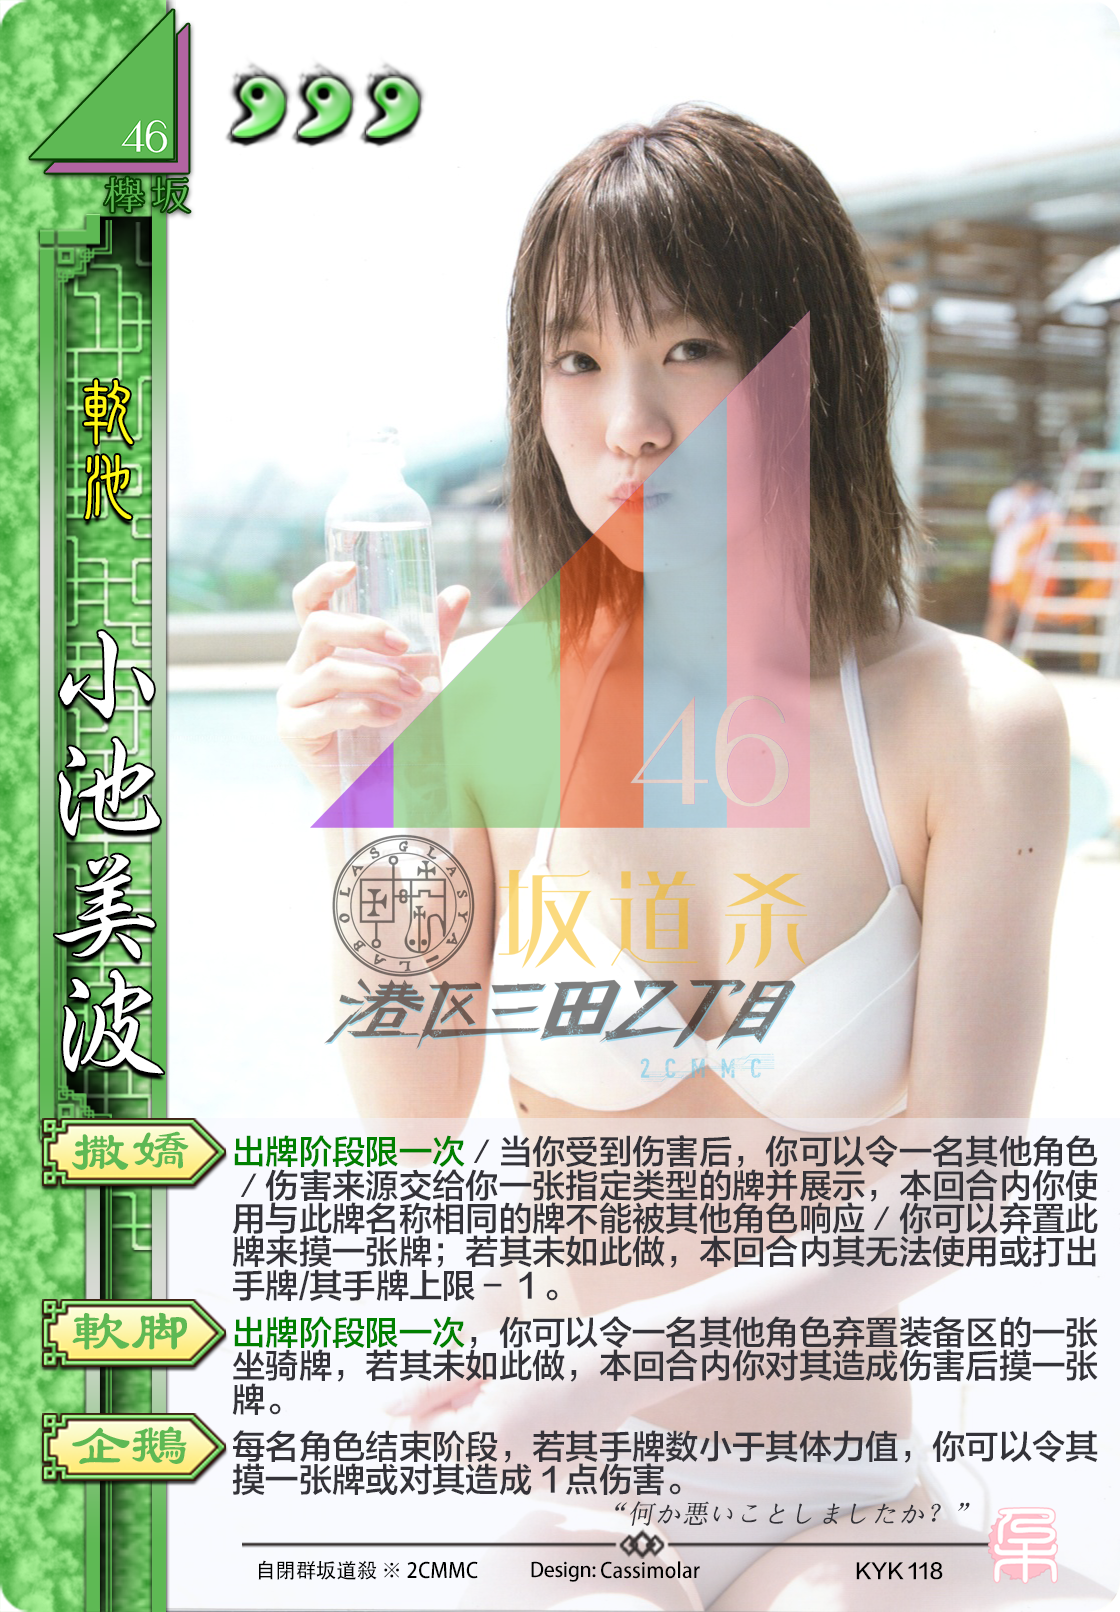 46
欅坂
軟池
小池美波
46
GLASYALABOLAS
坂道杀
港区三田2丁目
2CMMC
撒嬌
出牌阶段限一次／当你受到伤害后，你可以令一名其他角色
／伤害来源交给你一张指定类型的牌并展示，本回合内你使
用与此牌名称相同的牌不能被其他角色响应／你可以弃置此
牌来摸一张牌；若其未如此做，本回合内其无法使用或打出
手牌/其手牌上限－１。
軟脚
出牌阶段限一次，你可以令一名其他角色弃置装备区的一张
坐骑牌，若其未如此做，本回合内你对其造成伤害后摸一张
牌。
企鵝
每名角色结束阶段，若其手牌数小于其体力值，你可以令其
摸一张牌或对其造成１点伤害。
“何か悪いことしましたか？”
自閉群坂道殺 ※ 2CMMC
Design: Cassimolar
KYK 118